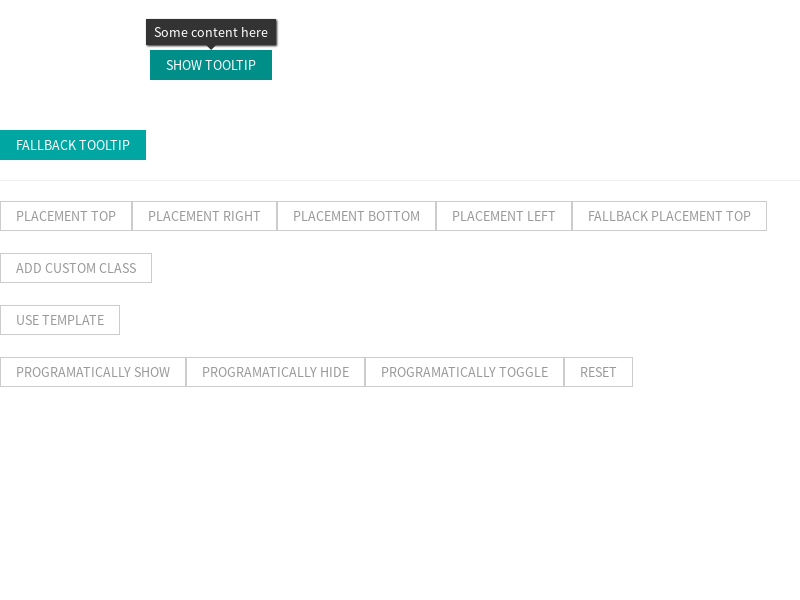 Some content here
SHOW TOOLTIP
FALLBACK TOOLTIP
PLACEMENT TOP PLACEMENT RIGHT PLACEMENT BOTTOM PLACEMENT LEFT FALLBACK PLACEMENT TOP
ADD CUSTOM CLASS
USE TEMPLATE
PROGRAMATICALLY SHOW PROGRAMATICALLY HIDE PROGRAMATICALLY TOGGLE RESET